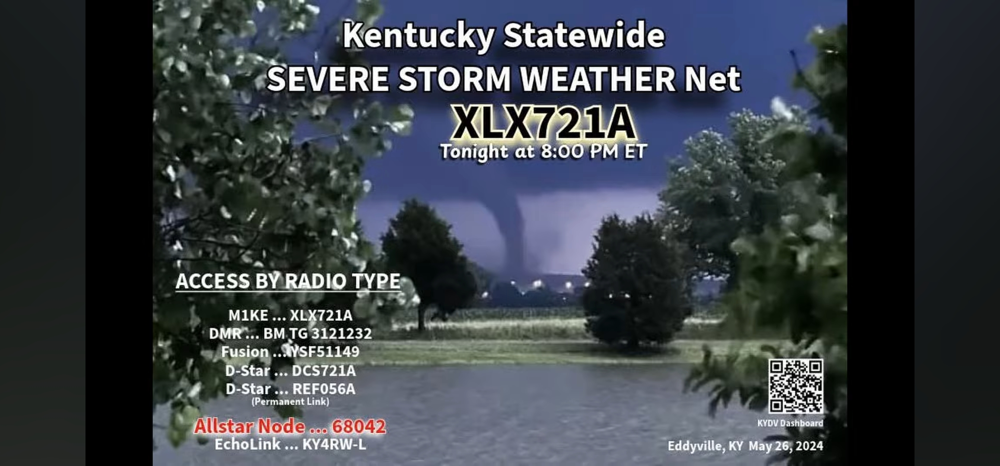 Kentucky Statewide
SEVERE STORM WEATHER Net
XLX721A
Tonight at 8:00 PM ET
ACCESS BY RADIO TYPE
M1KE ... XLX721A
DMR ... BM TG 3121232
Fusion ... YSF51149
D-Star ... DCS721A
D-Star ... REF056A
(Permanent Link)
Allstar Node ... 68042
EchoLink ... KY4RW-L
KYDV Dashboard
Eddyville, KY May 26, 2024